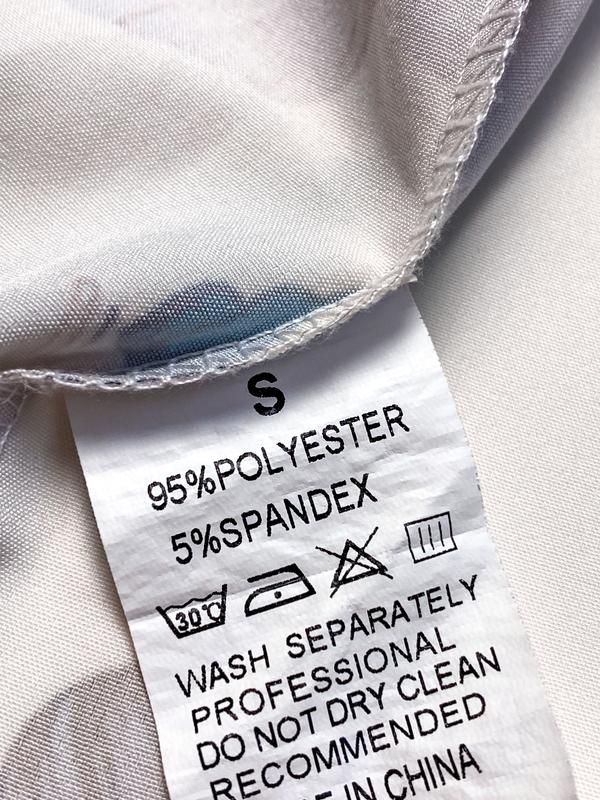 S
95%POLYESTER
5%SPANDEX
30℃
WASH SEPARATELY
PROFESSIONAL
DO NOT DRY CLEAN
RECOMMENDED
IN CHINA